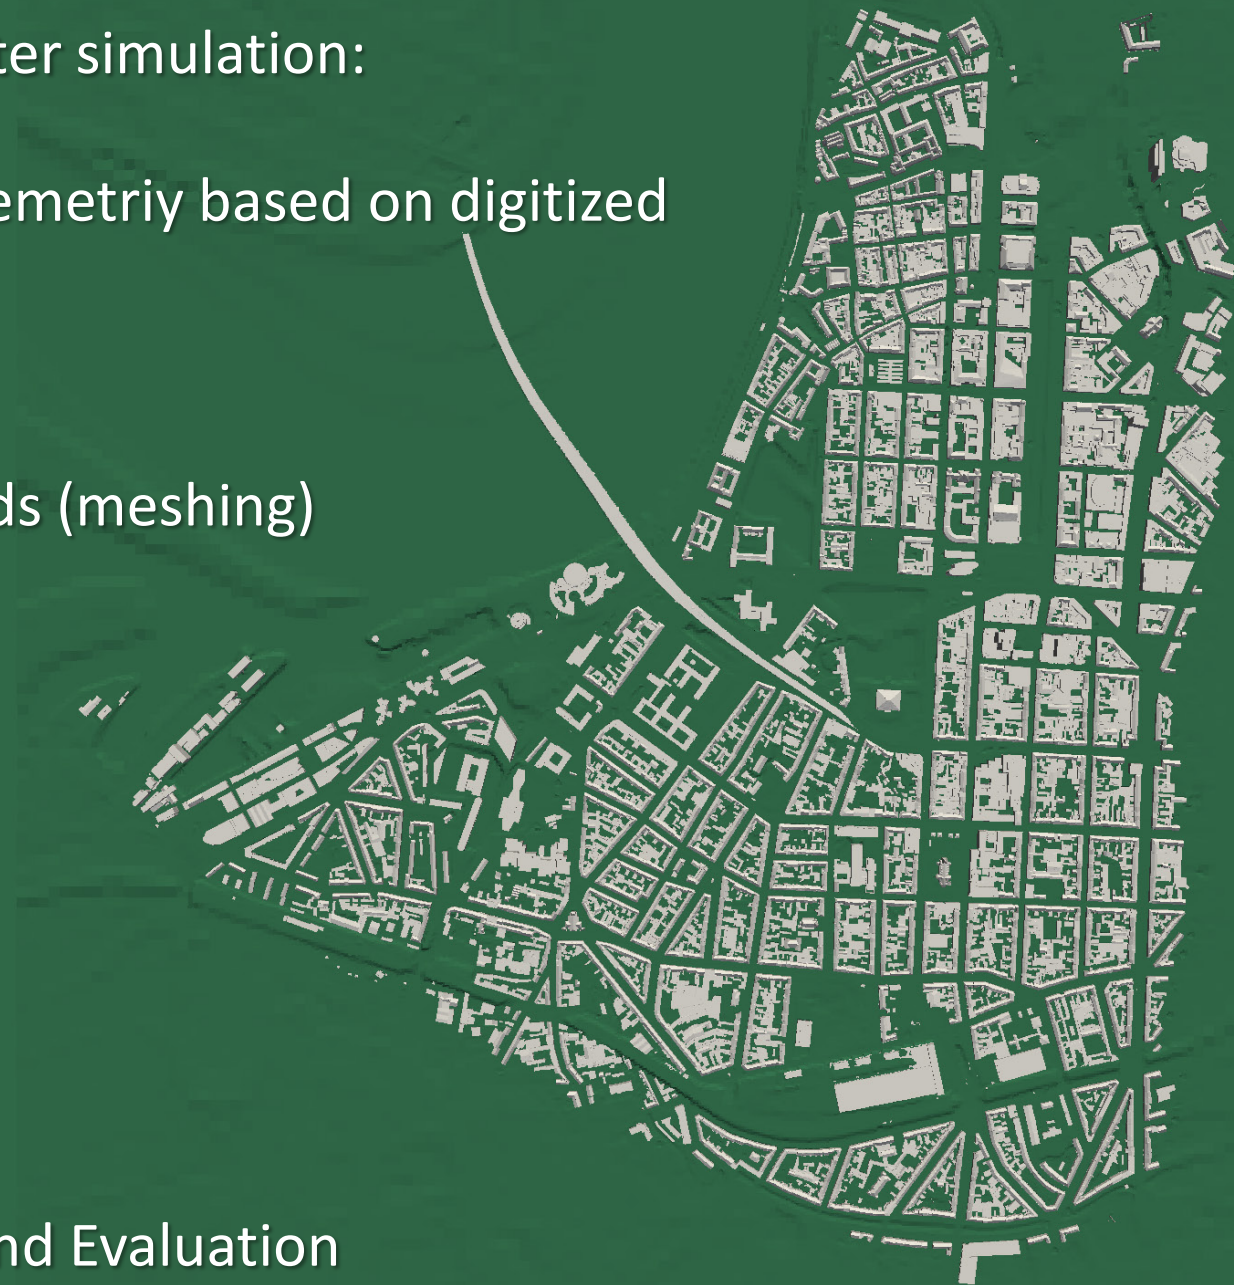 ter simulation:
emetriy based on digitized
ds (meshing)
nd Evaluation